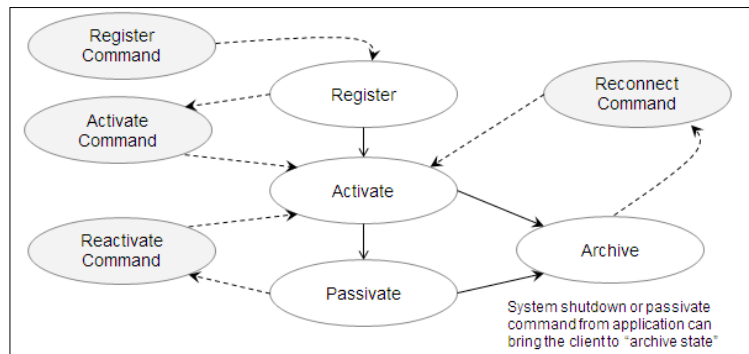 Register
Command
Register
Reconnect
Command
Activate
Command
Activate
Reactivate
Command
Archive
Passivate
System shutdown or passivate
command from application can
bring the client to “archive state”